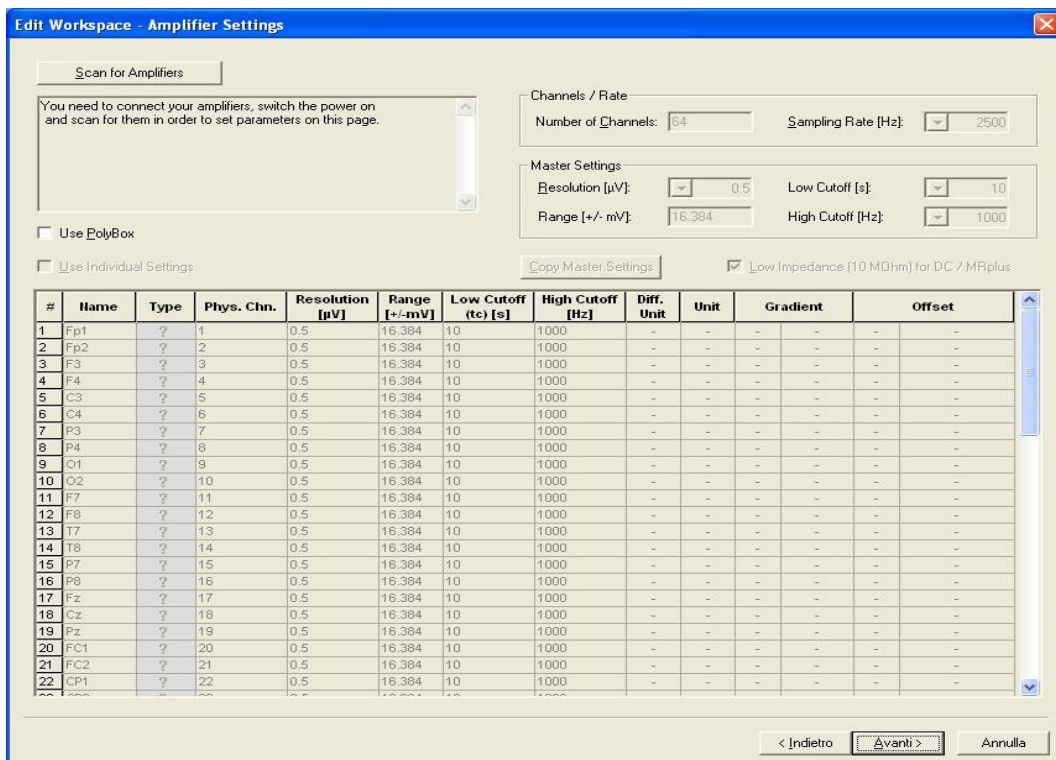 Edit Workspace - Amplifier Settings
Scan for Amplifiers
You need to connect your amplifiers, switch the power on
and scan for them in order to set parameters on this page.
Channels / Rate
Number of Channels: 64 Sampling Rate [Hz]: 2500
Master Settings
Resolution [µV]: 0.5 Low Cutoff [s]: 10
Range [+/- mV]: 16.384 High Cutoff [Hz]: 1000
Use PolyBox
Use Individual Settings Copy Master Settings Low Impedance (10 MOhm) for DC / MRplus
# Name Type Phys. Chn. Resolution [µV] Range [+/-mV] Low Cutoff (tc) [s] High Cutoff [Hz] Diff. Unit Unit Gradient Offset
1 Fp1 ? 1 0.5 16.384 10 1000 - - - - - -
2 Fp2 ? 2 0.5 16.384 10 1000 - - - - - -
3 F3 ? 3 0.5 16.384 10 1000 - - - - - -
4 F4 ? 4 0.5 16.384 10 1000 - - - - - -
5 C3 ? 5 0.5 16.384 10 1000 - - - - - -
6 C4 ? 6 0.5 16.384 10 1000 - - - - - -
7 P3 ? 7 0.5 16.384 10 1000 - - - - - -
8 P4 ? 8 0.5 16.384 10 1000 - - - - - -
9 O1 ? 9 0.5 16.384 10 1000 - - - - - -
10 O2 ? 10 0.5 16.384 10 1000 - - - - - -
11 F7 ? 11 0.5 16.384 10 1000 - - - - - -
12 F8 ? 12 0.5 16.384 10 1000 - - - - - -
13 T7 ? 13 0.5 16.384 10 1000 - - - - - -
14 T8 ? 14 0.5 16.384 10 1000 - - - - - -
15 P7 ? 15 0.5 16.384 10 1000 - - - - - -
16 P8 ? 16 0.5 16.384 10 1000 - - - - - -
17 Fz ? 17 0.5 16.384 10 1000 - - - - - -
18 Cz ? 18 0.5 16.384 10 1000 - - - - - -
19 Pz ? 19 0.5 16.384 10 1000 - - - - - -
20 FC1 ? 20 0.5 16.384 10 1000 - - - - - -
21 FC2 ? 21 0.5 16.384 10 1000 - - - - - -
22 CP1 ? 22 0.5 16.384 10 1000 - - - - - -
< Indietro Avanti > Annulla